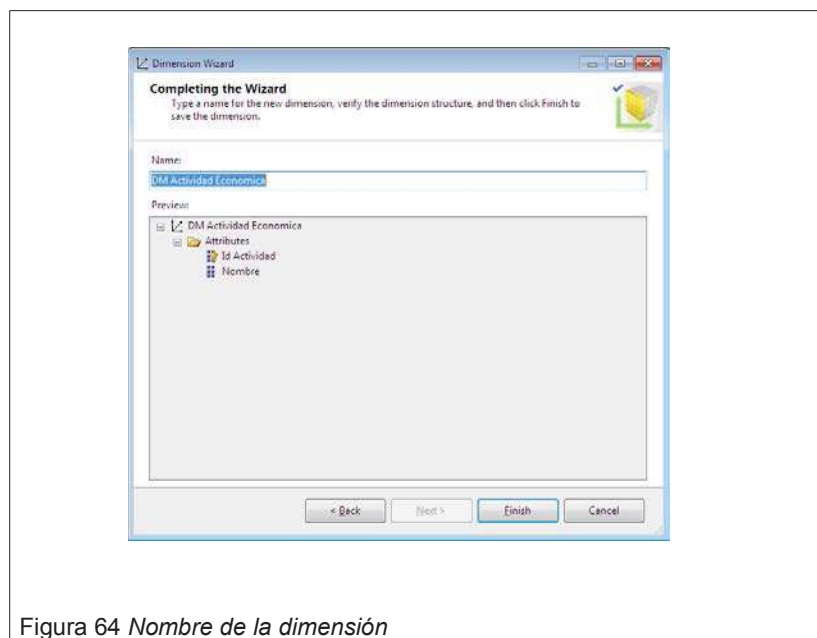 Dimension Wizard
Completing the Wizard
Type a name for the new dimension, verify the dimension structure, and then click Finish to
save the dimension.
Name:
DM Actividad Economica
Preview:
DM Actividad Economica
Attributes
Id Actividad
Nombre
< Back
Next >
Finish
Cancel
Figura 64 Nombre de la dimensión